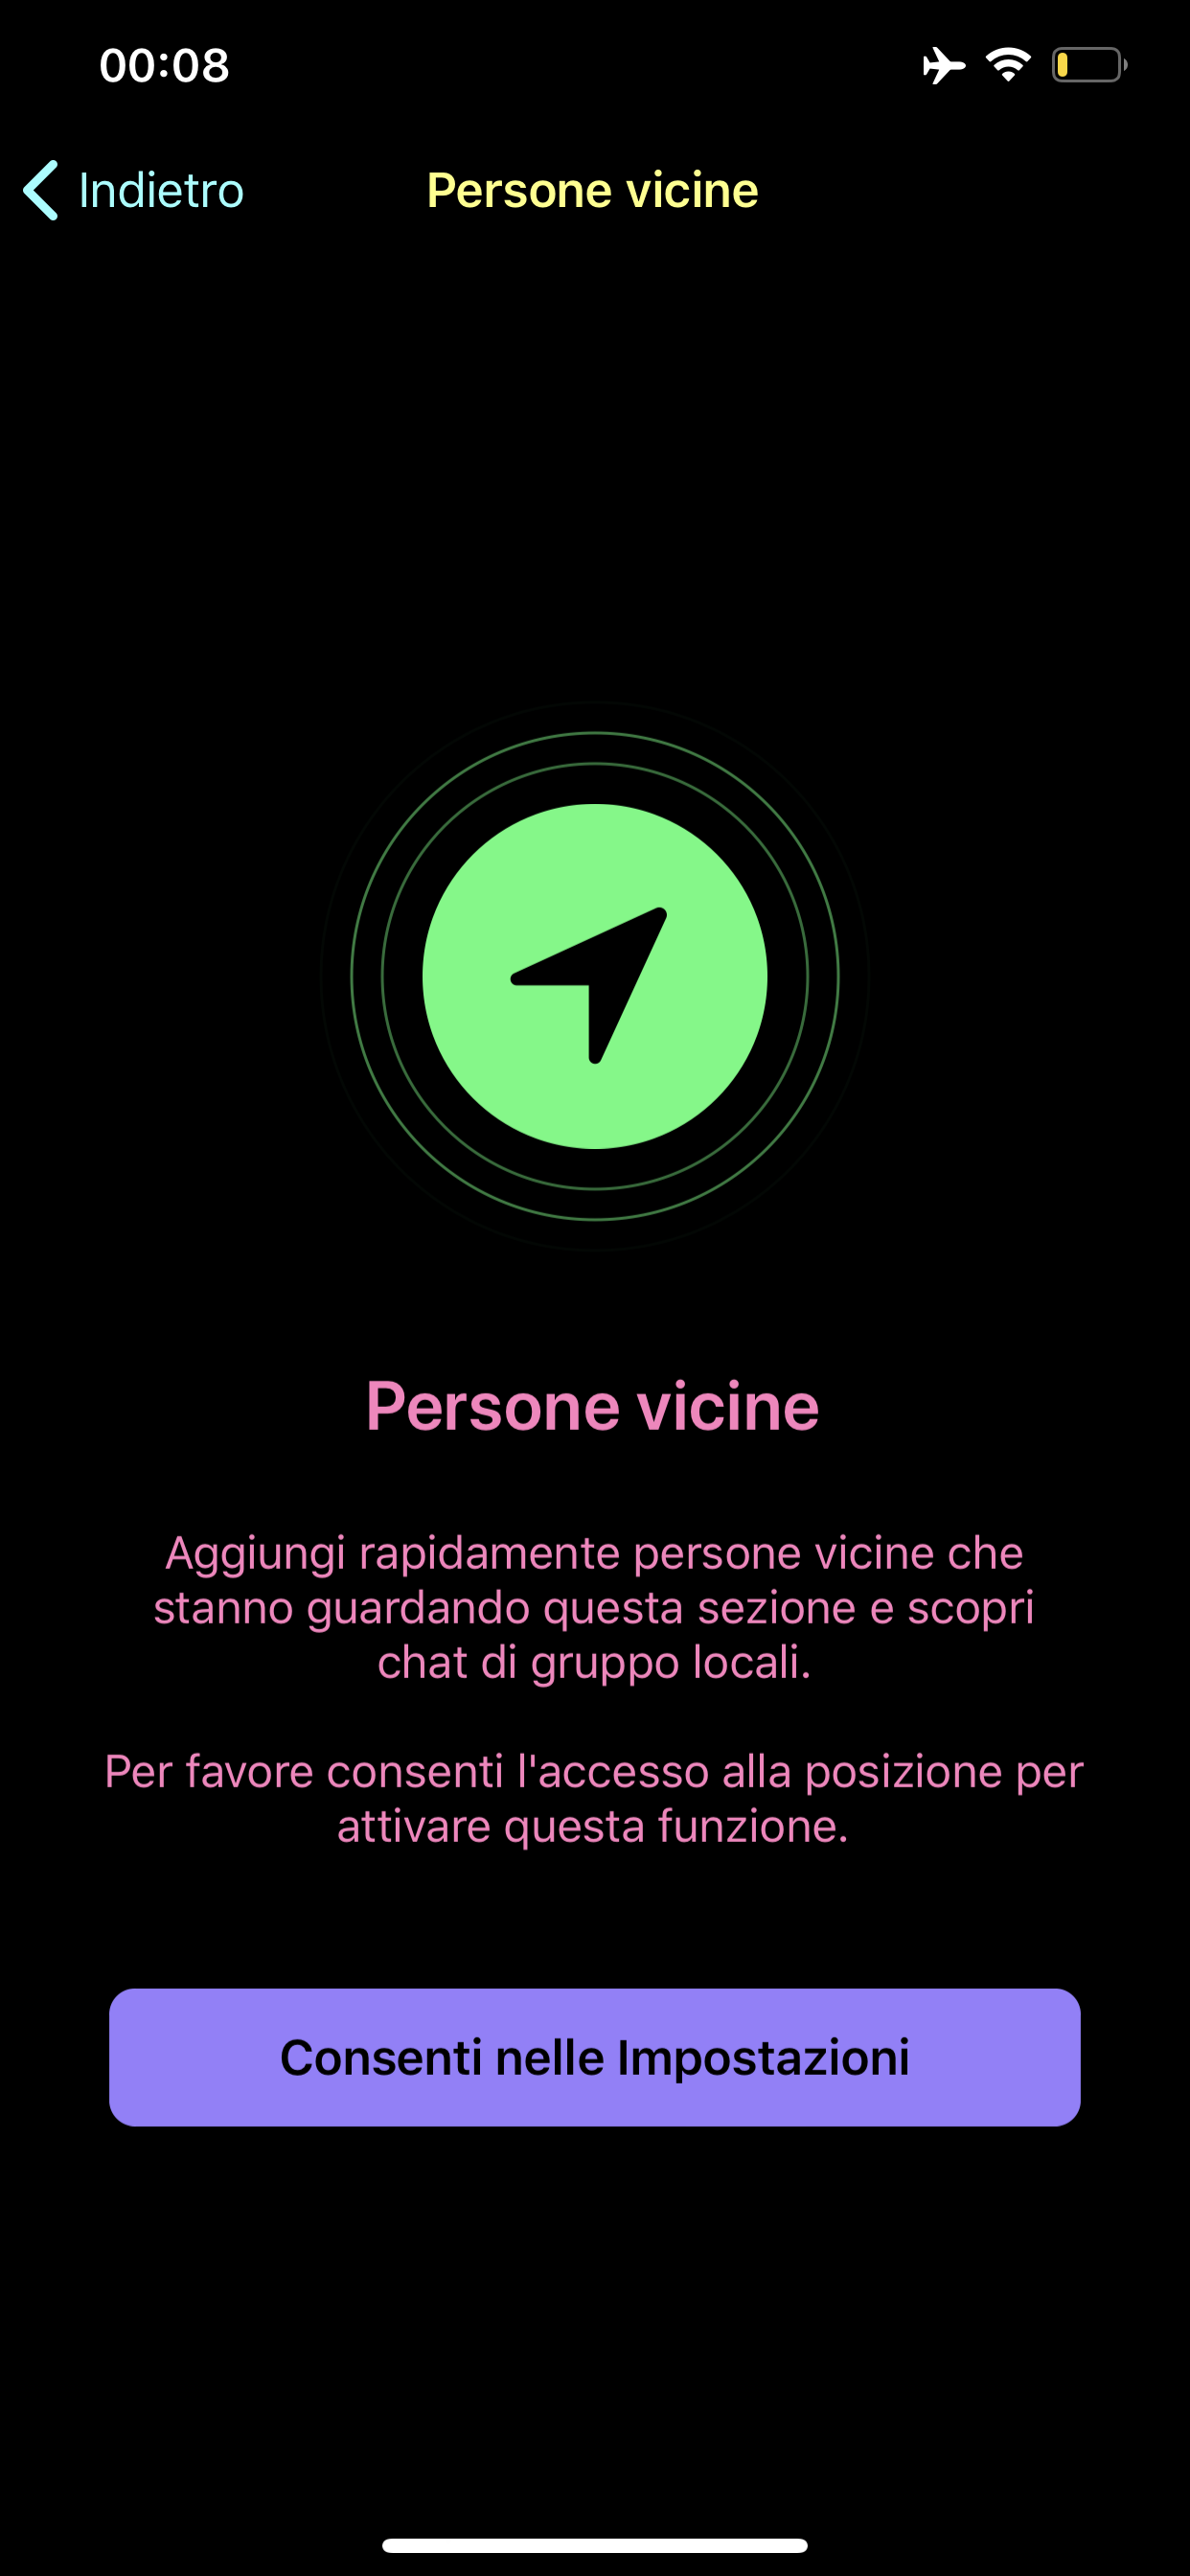 00:08
Indietro
Persone vicine
Persone vicine
Aggiungi rapidamente persone vicine che
stanno guardando questa sezione e scopri
chat di gruppo locali.
Per favore consenti l'accesso alla posizione per
attivare questa funzione.
Consenti nelle Impostazioni